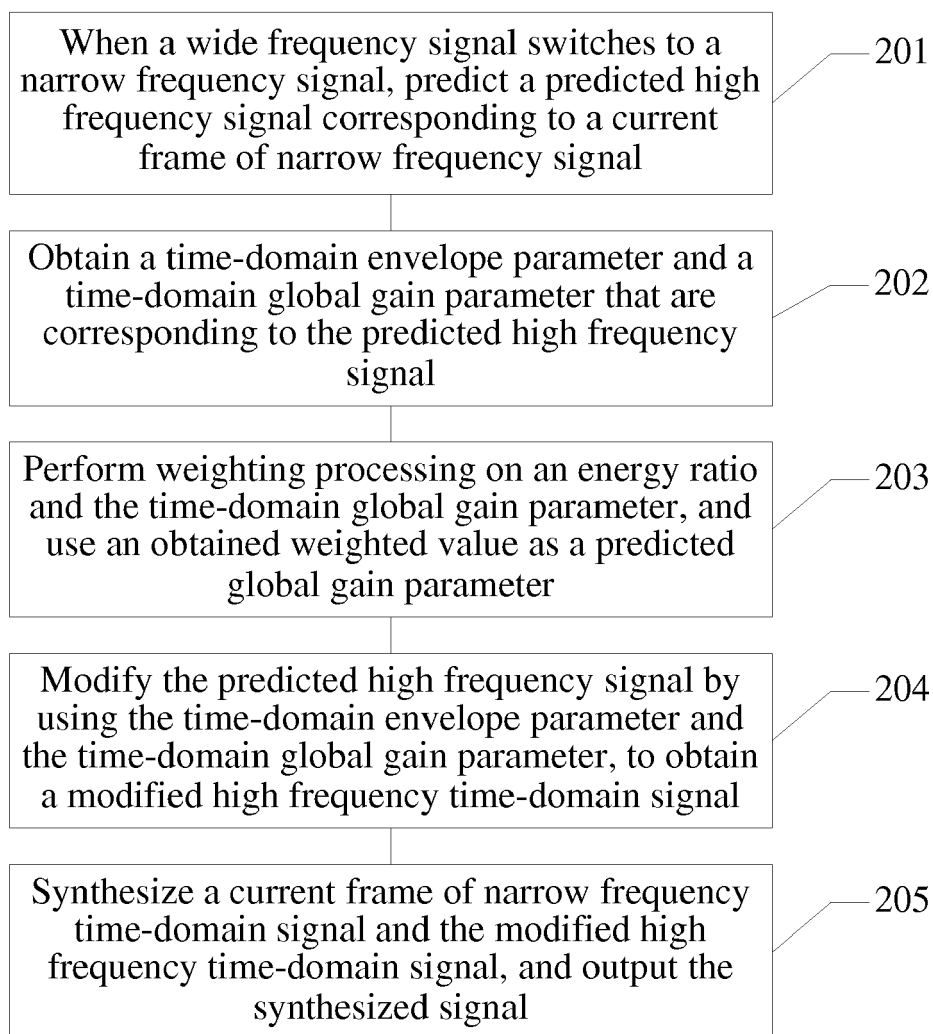 When a wide frequency signal switches to a
narrow frequency signal, predict a predicted high
frequency signal corresponding to a current
frame of narrow frequency signal
201
Obtain a time-domain envelope parameter and a
time-domain global gain parameter that are
corresponding to the predicted high frequency
signal
202
Perform weighting processing on an energy ratio
and the time-domain global gain parameter, and
use an obtained weighted value as a predicted
global gain parameter
203
Modify the predicted high frequency signal by
using the time-domain envelope parameter and
the time-domain global gain parameter, to obtain
a modified high frequency time-domain signal
204
Synthesize a current frame of narrow frequency
time-domain signal and the modified high
frequency time-domain signal, and output the
synthesized signal
205